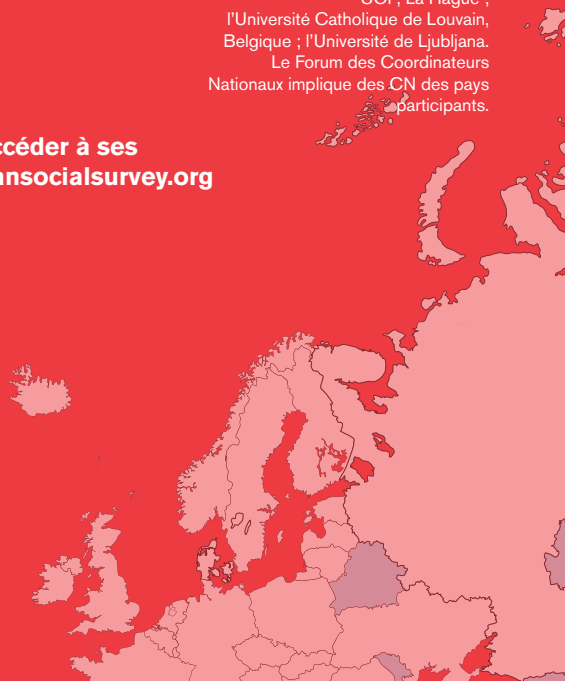 l'Université Catholique de Louvain,
Belgique ; l'Université de Ljubljana.
Le Forum des Coordinateurs
Nationaux implique des CN des pays
participants.
ccéder à ses
ansocialsurvey.org